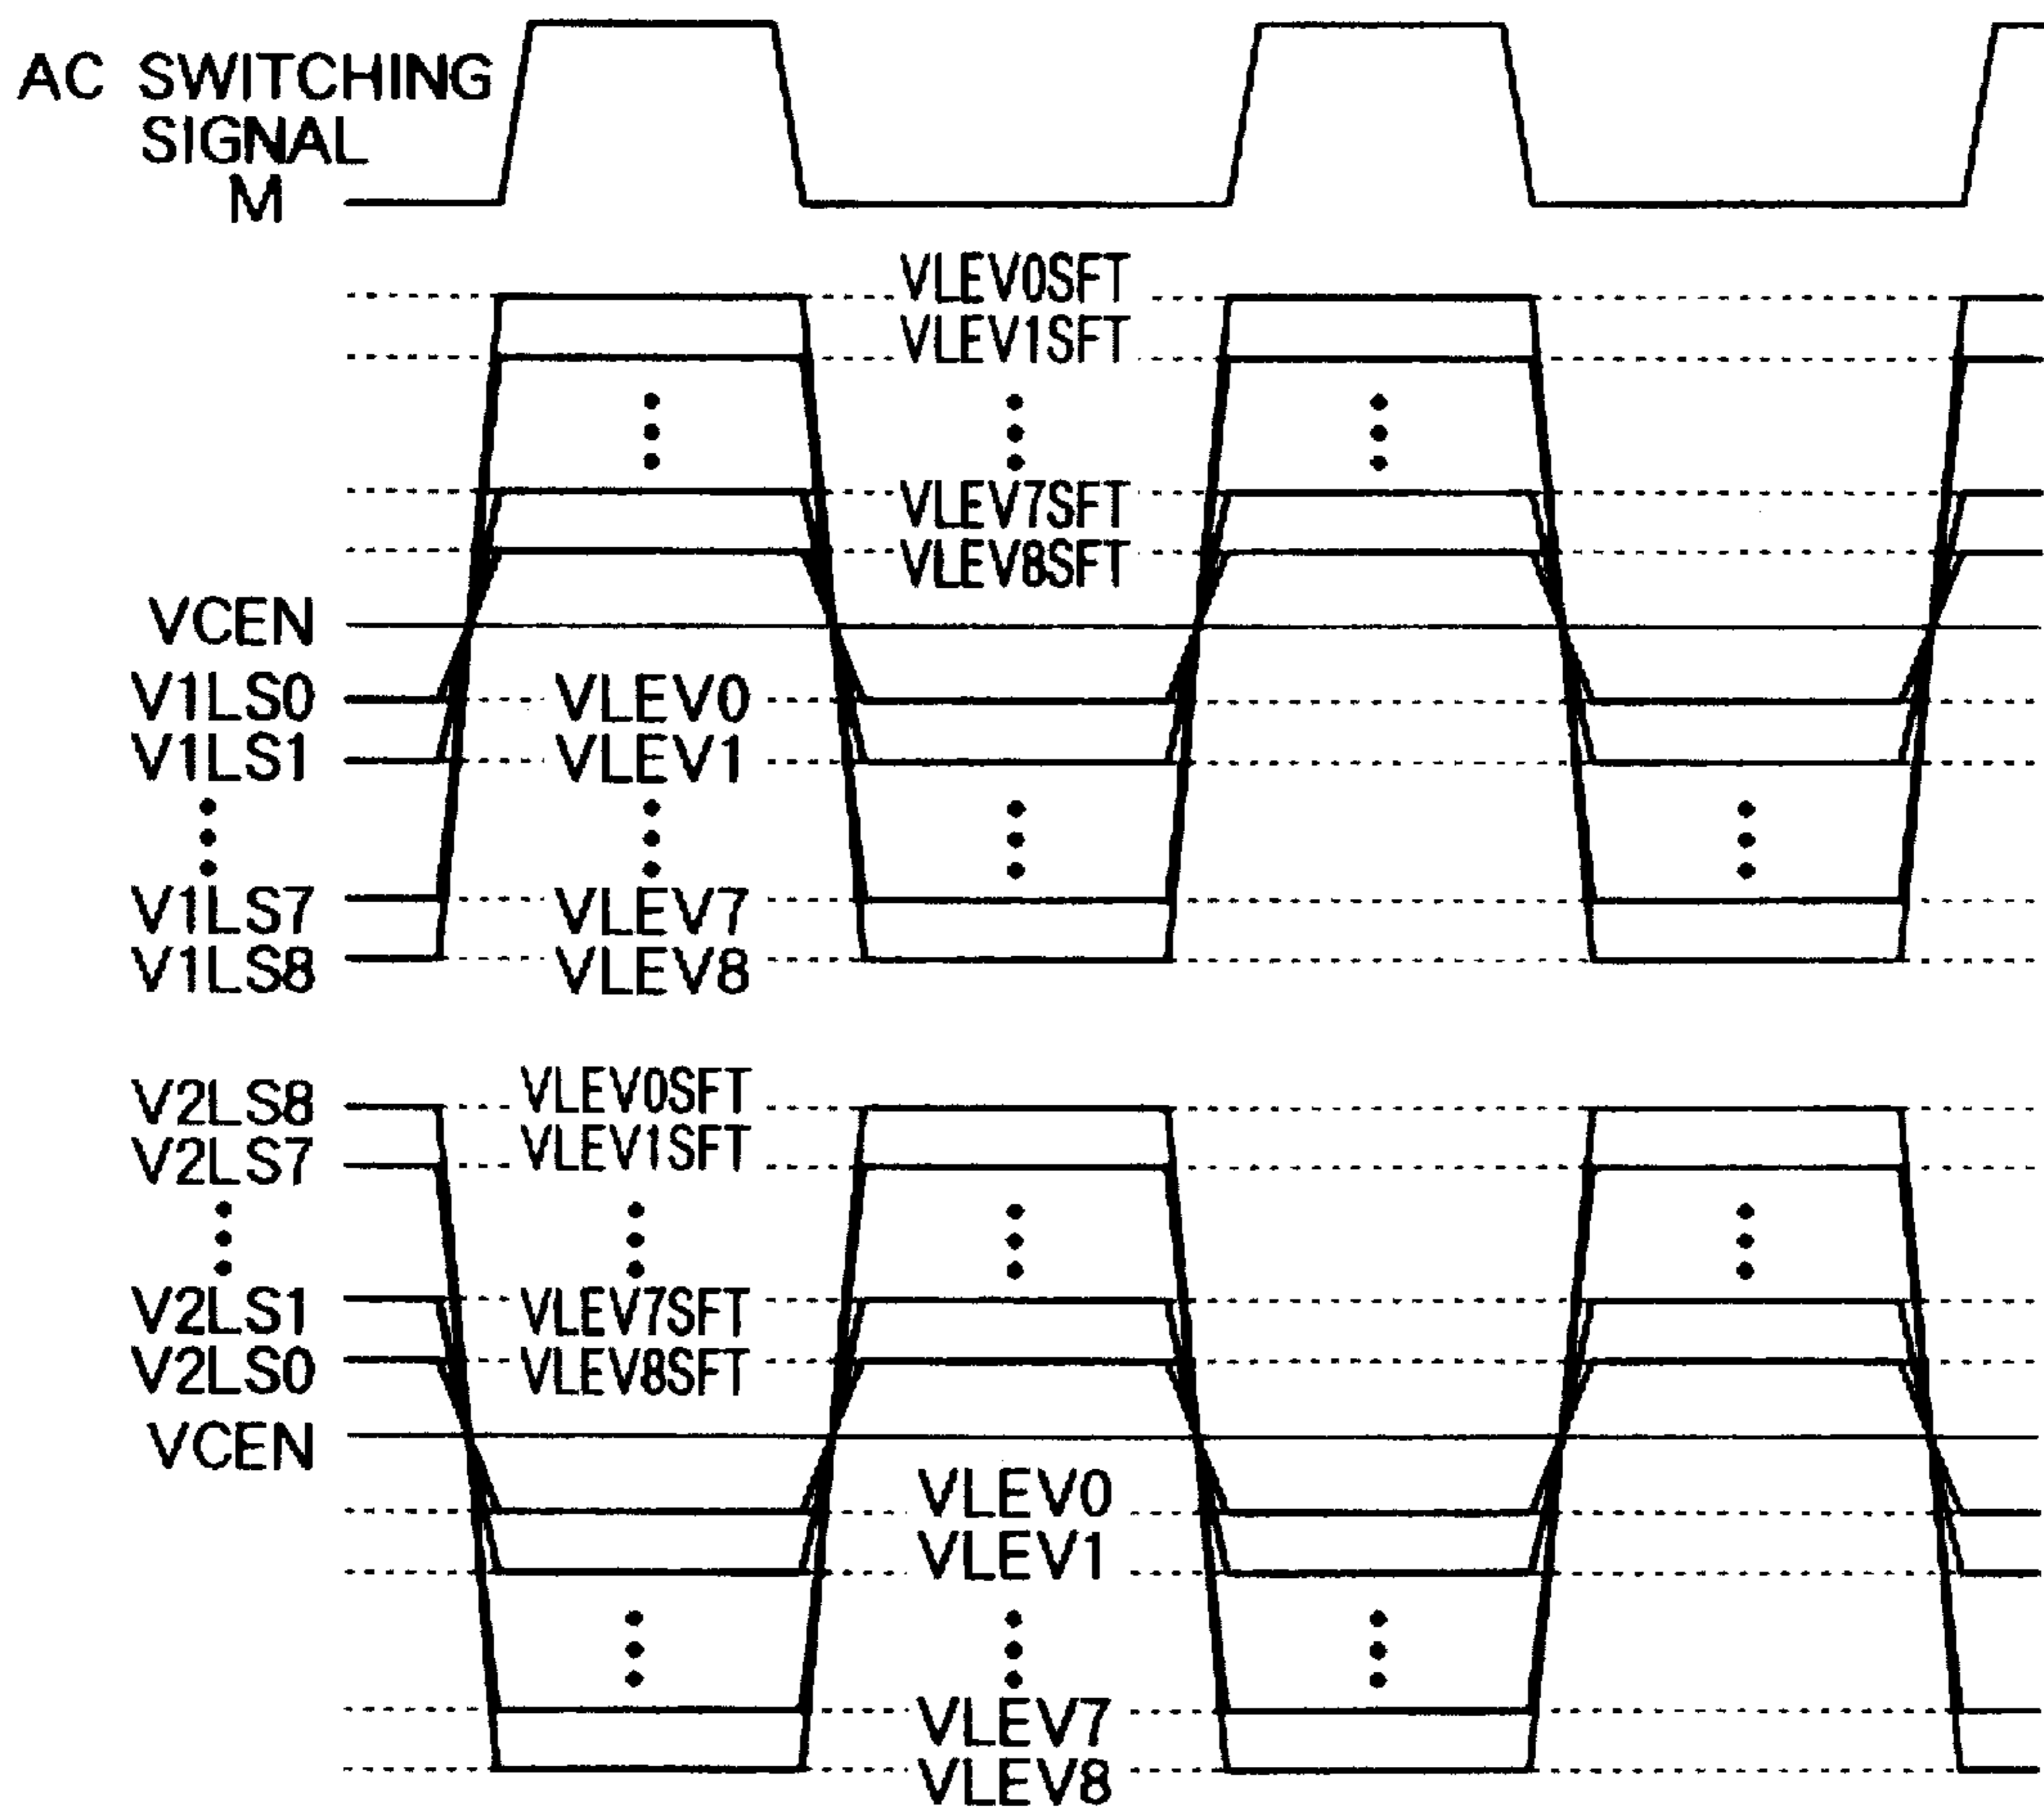 AC SWITCHING
SIGNAL
M
VLEV0SFT
VLEV1SFT
VLEV7SFT
VLEV8SFT
VCEN
V1LS0 VLEV0
V1LS1 VLEV1
V1LS7 VLEV7
V1LS8 VLEV8
V2LS8 VLEV0SFT
V2LS7 VLEV1SFT
V2LS1 VLEV7SFT
V2LS0 VLEV8SFT
VCEN
VLEV0
VLEV1
VLEV7
VLEV8